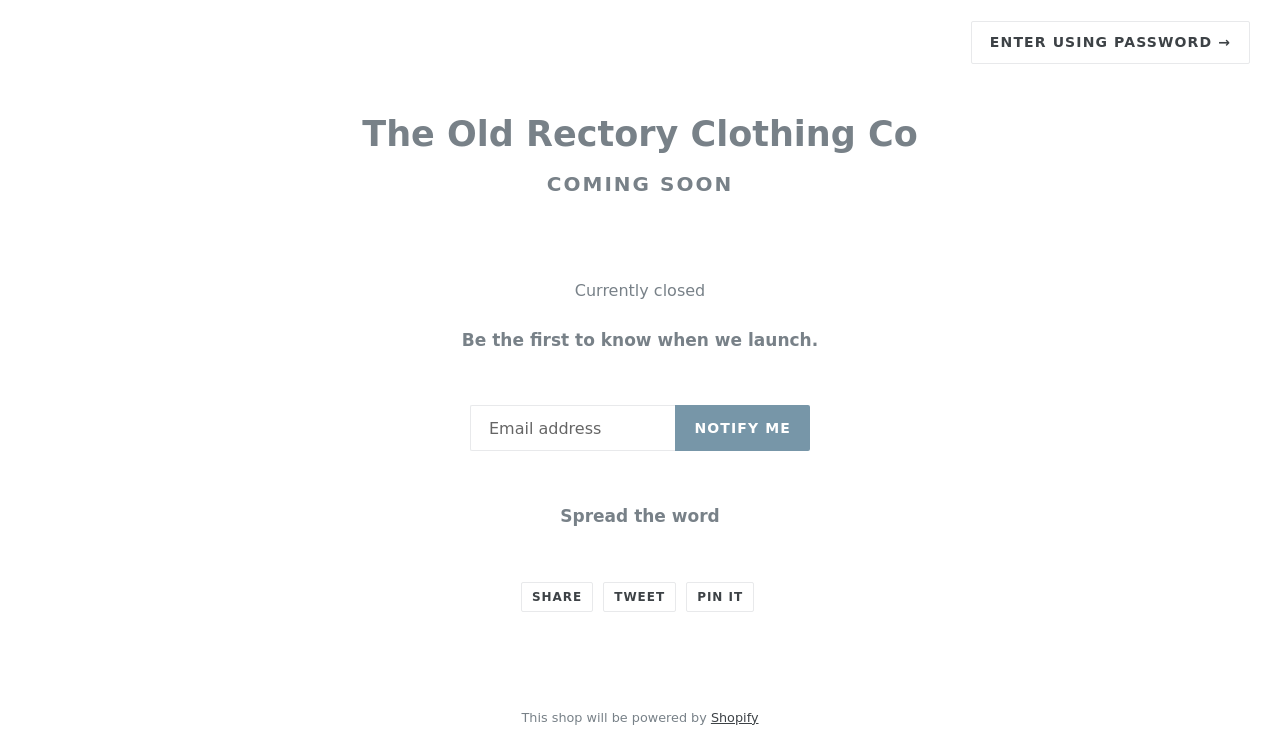 ENTER USING PASSWORD →
The Old Rectory Clothing Co
COMING SOON
Currently closed
Be the first to know when we launch.
Email address
NOTIFY ME
Spread the word
SHARE TWEET PIN IT
This shop will be powered by Shopify